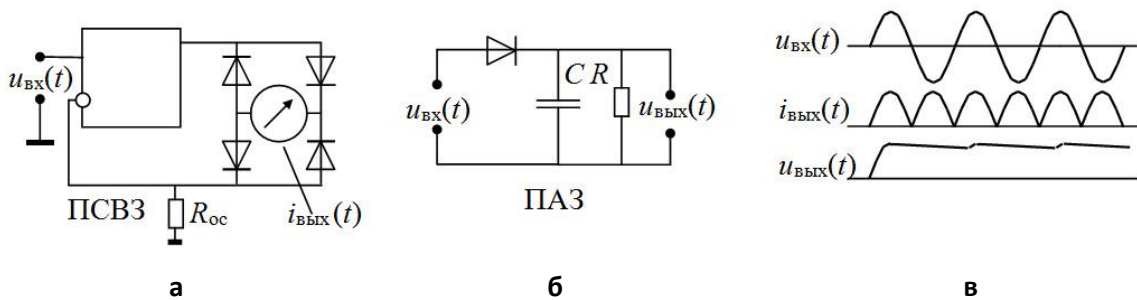 uвх(t)
ПСВЗ
Rос
iвых(t)
а
uвх(t)
C R
uвых(t)
ПАЗ
б
uвх(t)
iвых(t)
uвых(t)
в